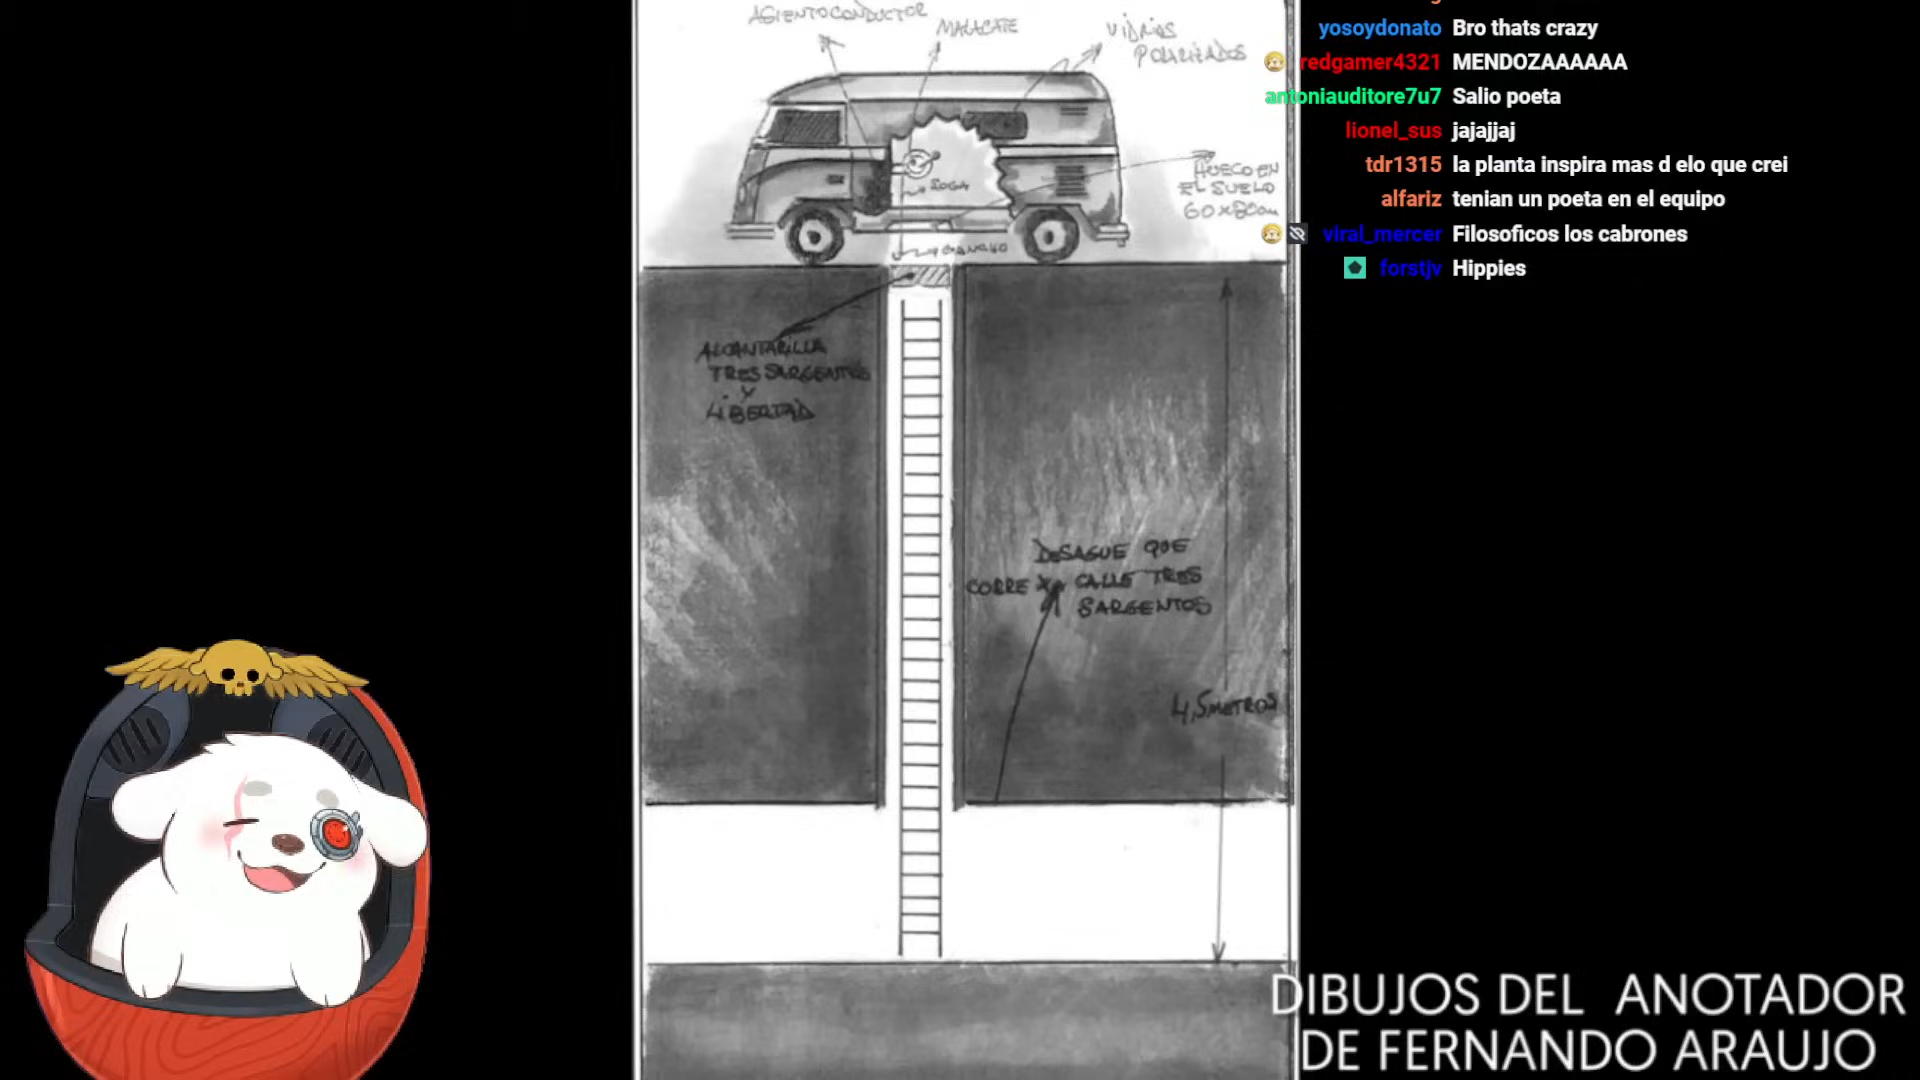 ASIENTO CONDUCTOR
MALACATE
VIDRIOS
POLARIZADOS
SOGA
HUECO EN
EL SUELO
60x80cm
GANCHO
ALCANTARILLA
TRES SARGENTOS
Y
LIBERTAD
DESAGUE QUE
CORRE X CALLE TRES
SARGENTOS
4,5 METROS
yosoydonato Bro thats crazy
redgamer4321 MENDOZAAAAAA
antoniauditore7u7 Salio poeta
lionel_sus jajajjaj
tdr1315 la planta inspira mas d elo que crei
alfariz tenian un poeta en el equipo
viral_mercer Filosoficos los cabrones
forstjv Hippies
DIBUJOS DEL ANOTADOR
DE FERNANDO ARAUJO